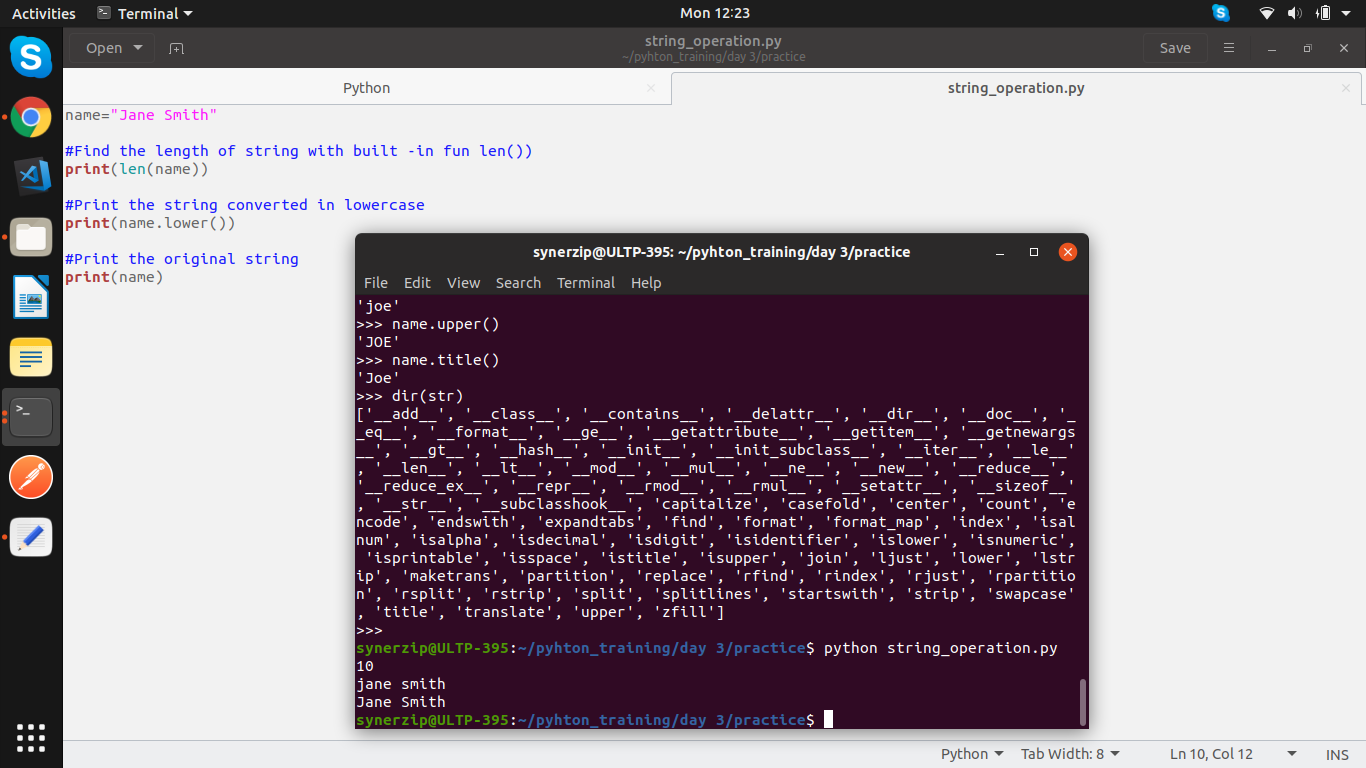 Activities Terminal Mon 12:23
Open string_operation.py Save
~/pyhton_training/day 3/practice
Python string_operation.py
name="Jane Smith"
#Find the length of string with built -in fun len())
print(len(name))
#Print the string converted in lowercase
print(name.lower())
#Print the original string
print(name)
synerzip@ULTP-395: ~/pyhton_training/day 3/practice
File Edit View Search Terminal Help
'joe'
>>> name.upper()
'JOE'
>>> name.title()
'Joe'
>>> dir(str)
['__add__', '__class__', '__contains__', '__delattr__', '__dir__', '__doc__', '_
_eq__', '__format__', '__ge__', '__getattribute__', '__getitem__', '__getnewargs
__', '__gt__', '__hash__', '__init__', '__init_subclass__', '__iter__', '__le__'
, '__len__', '__lt__', '__mod__', '__mul__', '__ne__', '__new__', '__reduce__',
'__reduce_ex__', '__repr__', '__rmod__', '__rmul__', '__setattr__', '__sizeof__'
, '__str__', '__subclasshook__', 'capitalize', 'casefold', 'center', 'count', 'e
ncode', 'endswith', 'expandtabs', 'find', 'format', 'format_map', 'index', 'isal
num', 'isalpha', 'isdecimal', 'isdigit', 'isidentifier', 'islower', 'isnumeric',
'isprintable', 'isspace', 'istitle', 'isupper', 'join', 'ljust', 'lower', 'lstr
ip', 'maketrans', 'partition', 'replace', 'rfind', 'rindex', 'rjust', 'rpartitio
n', 'rsplit', 'rstrip', 'split', 'splitlines', 'startswith', 'strip', 'swapcase'
, 'title', 'translate', 'upper', 'zfill']
>>>
synerzip@ULTP-395:~/pyhton_training/day 3/practice$ python string_operation.py
10
jane smith
Jane Smith
synerzip@ULTP-395:~/pyhton_training/day 3/practice$
Python Tab Width: 8 Ln 10, Col 12 INS